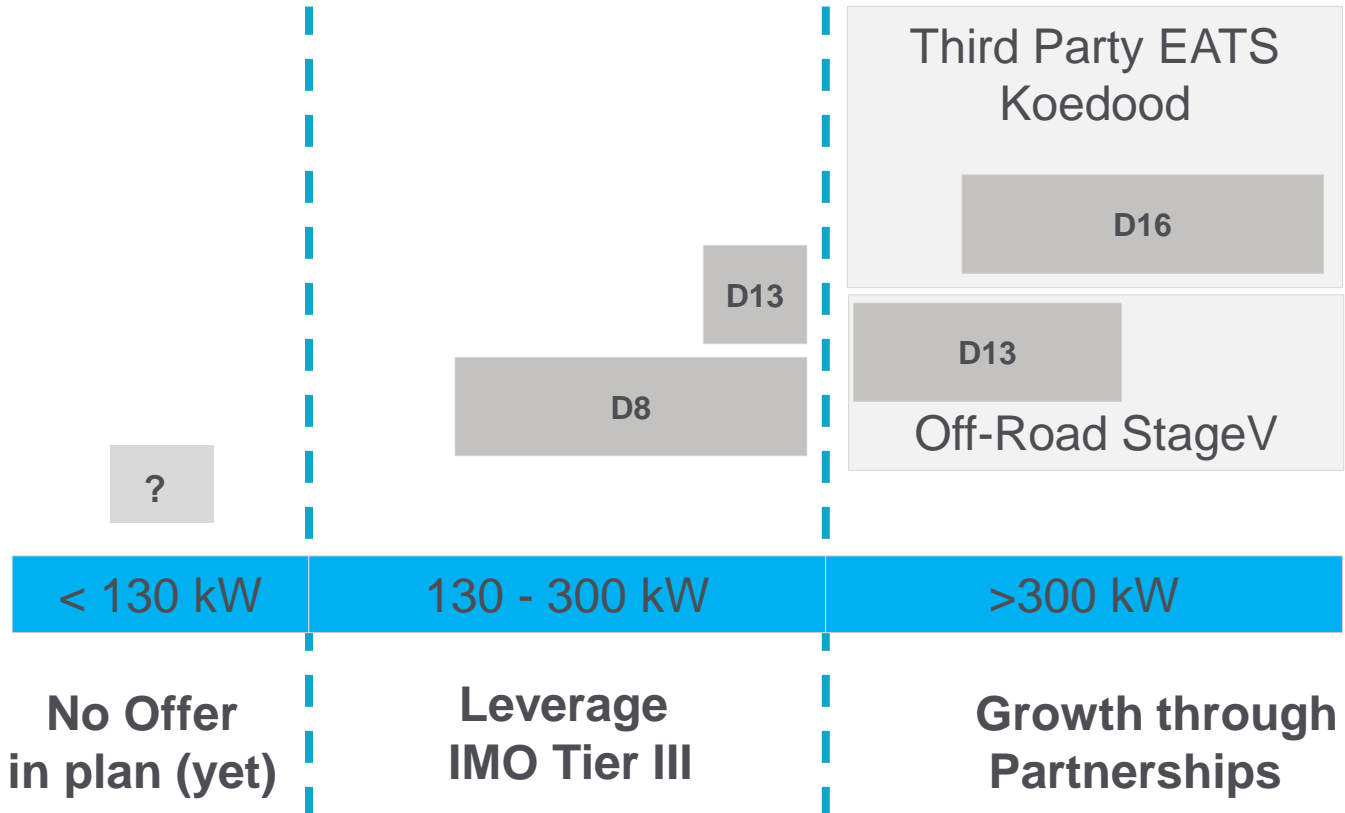 Third Party EATS
Koedood
D16
D13
D13
D8
Off-Road StageV
?
< 130 kW
130 - 300 kW
>300 kW
No Offer
in plan (yet)
Leverage
IMO Tier III
Growth through
Partnerships